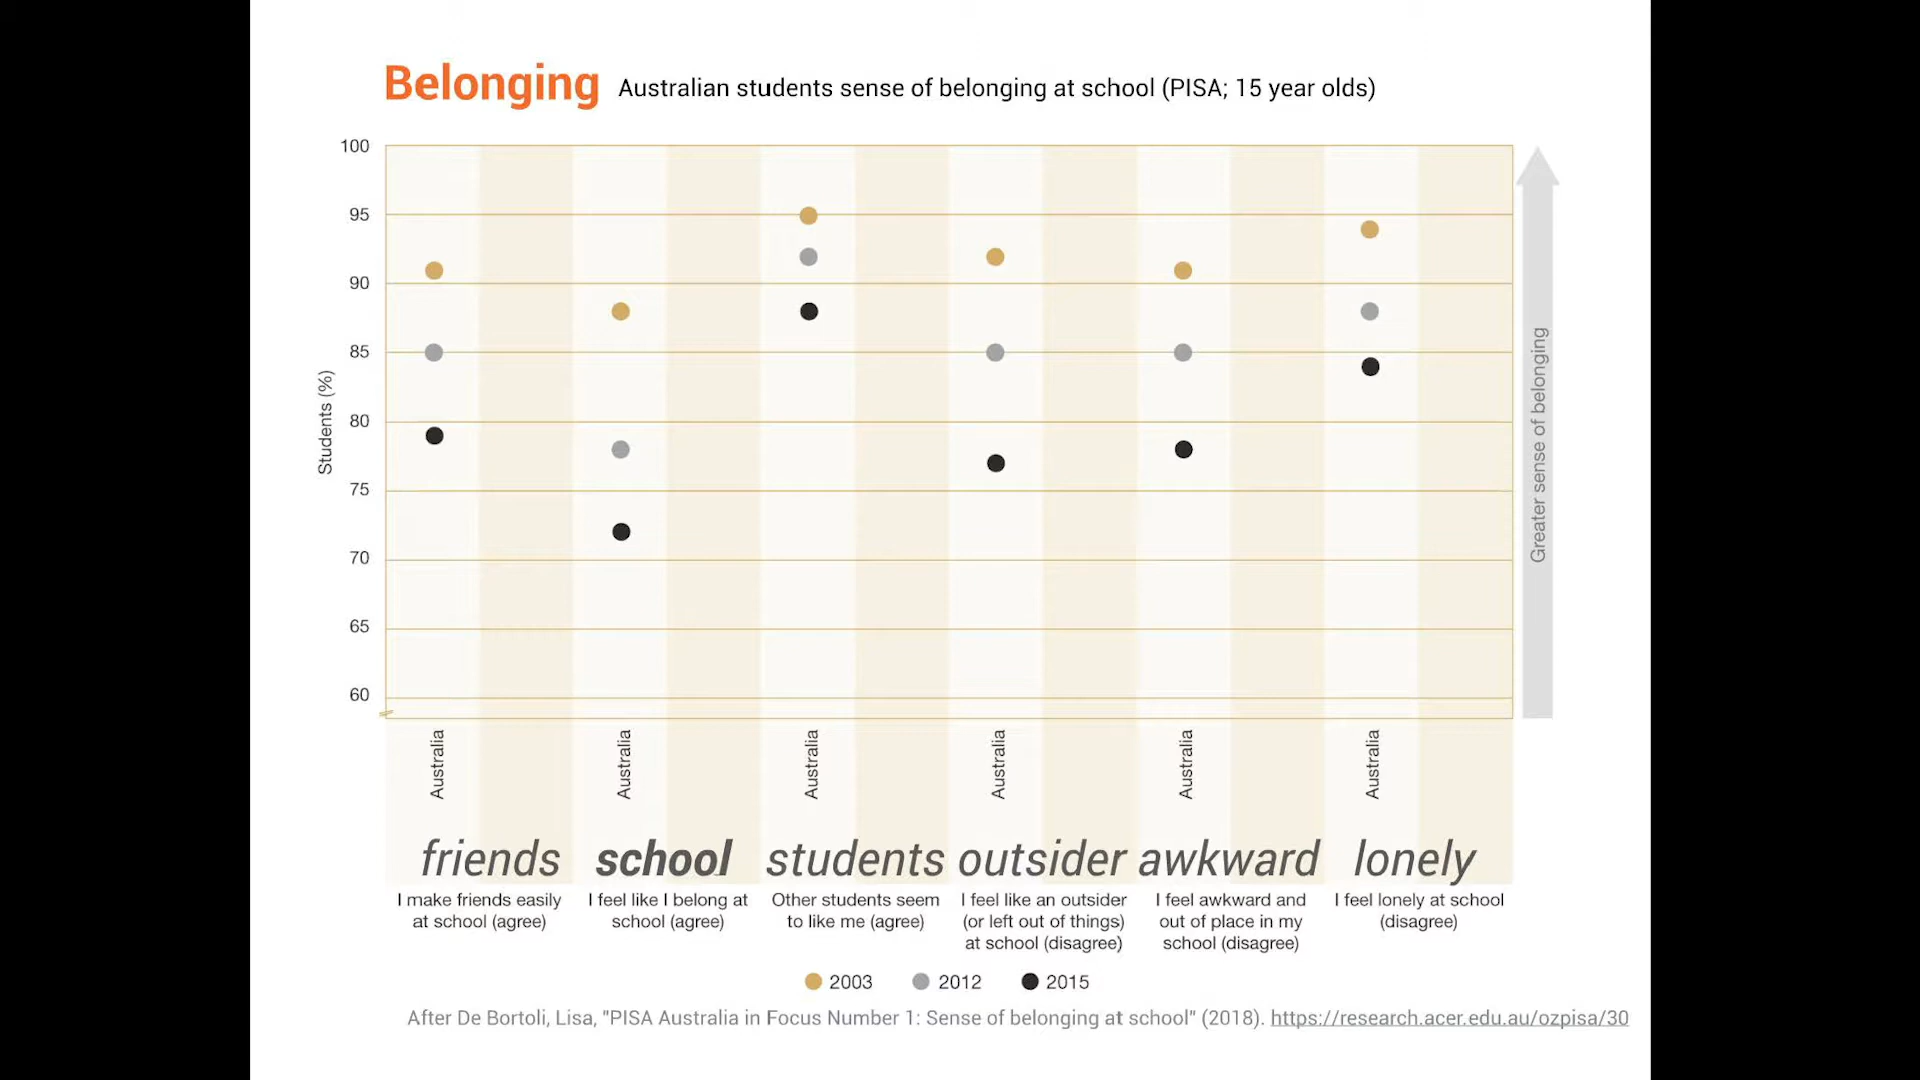 Belonging Australian students sense of belonging at school (PISA; 15 year olds)
100
95
90
85
80
75
70
65
60
Students (%)
Greater sense of belonging
Australia Australia Australia Australia Australia Australia
friends school students outsider awkward lonely
I make friends easily
at school (agree)
I feel like I belong at
school (agree)
Other students seem
to like me (agree)
I feel like an outsider
(or left out of things)
at school (disagree)
I feel awkward and
out of place in my
school (disagree)
I feel lonely at school
(disagree)
2003 2012 2015
After De Bortoli, Lisa, "PISA Australia in Focus Number 1: Sense of belonging at school" (2018). https://research.acer.edu.au/ozpisa/30